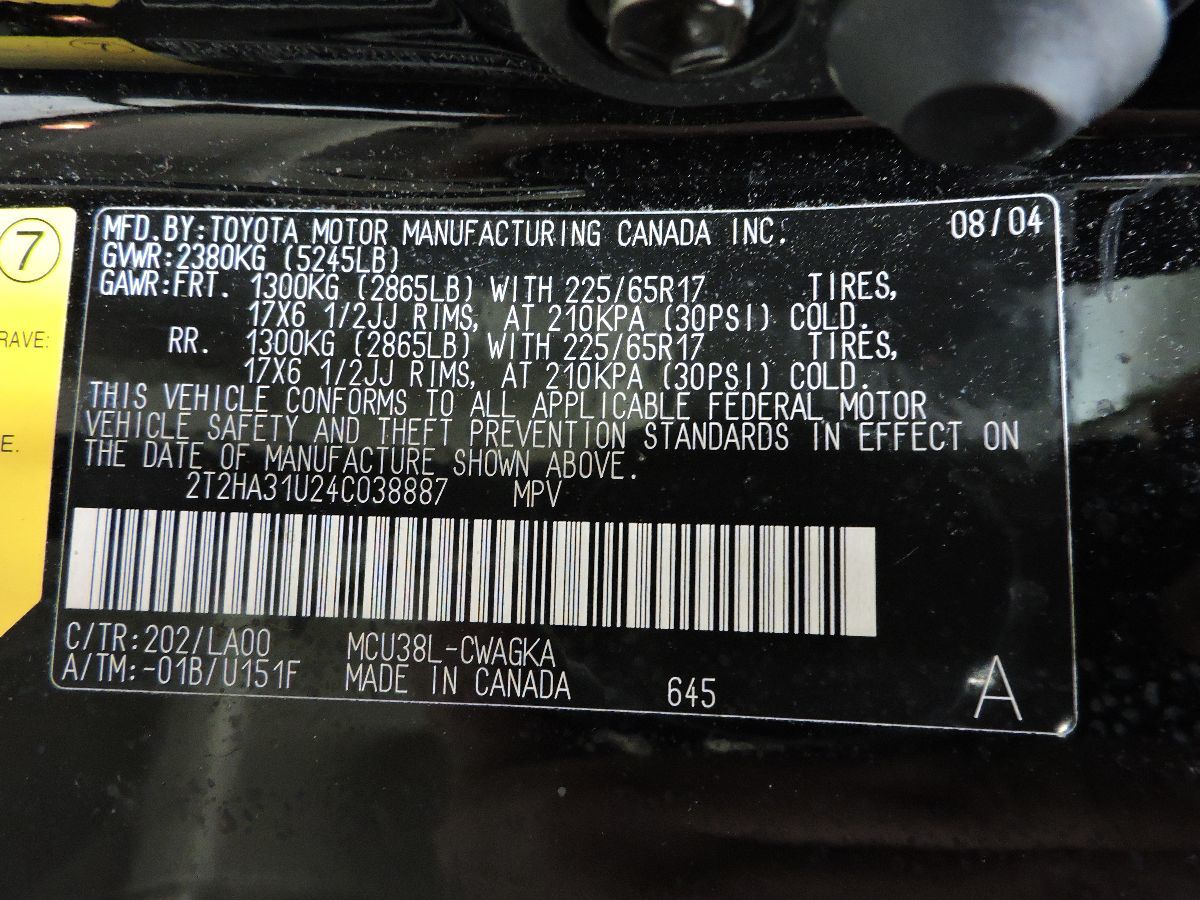 7
RAVE:
E.
MFD.BY:TOYOTA MOTOR MANUFACTURING CANADA INC. 08/04
GVWR:2380KG (5245LB)
GAWR:FRT. 1300KG (2865LB) WITH 225/65R17 TIRES,
17X6 1/2JJ RIMS, AT 210KPA (30PSI) COLD.
RR. 1300KG (2865LB) WITH 225/65R17 TIRES,
17X6 1/2JJ RIMS, AT 210KPA (30PSI) COLD.
THIS VEHICLE CONFORMS TO ALL APPLICABLE FEDERAL MOTOR
VEHICLE SAFETY AND THEFT PREVENTION STANDARDS IN EFFECT ON
THE DATE OF MANUFACTURE SHOWN ABOVE.
2T2HA31U24C038887 MPV
C/TR:202/LA00 MCU38L-CWAGKA
A/TM:-01B/U151F MADE IN CANADA 645 A